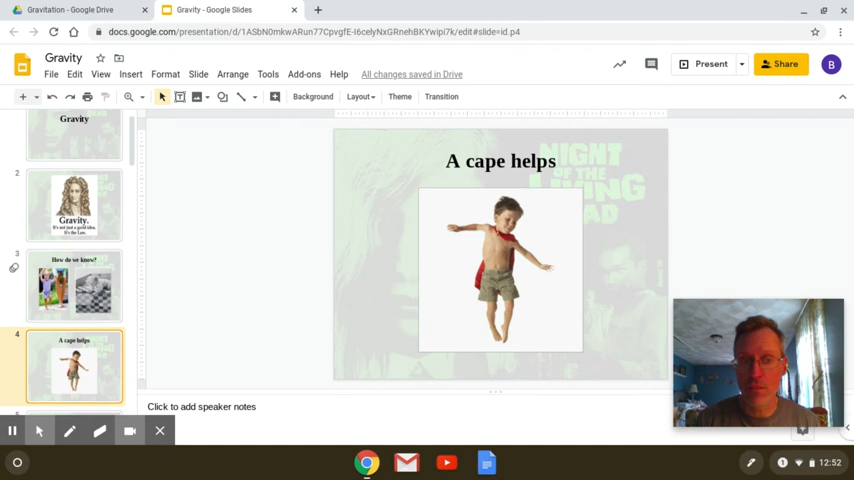 Gravitation - Google Drive
Gravity - Google Slides
docs.google.com/presentation/d/1ASbN0mkwARun77CpvgfE-I6celyNxGRnehBKYwipi7k/edit#slide=id.p4
Gravity
File Edit View Insert Format Slide Arrange Tools Add-ons Help All changes saved in Drive
Present
Share
B
Background Layout Theme Transition
Gravity
2
Gravity.
It's not just a good idea.
It's the Law.
3
How do we know?
4
A cape helps
A cape helps
NIGHT
OF THE
LIVING
Click to add speaker notes
1
12:52